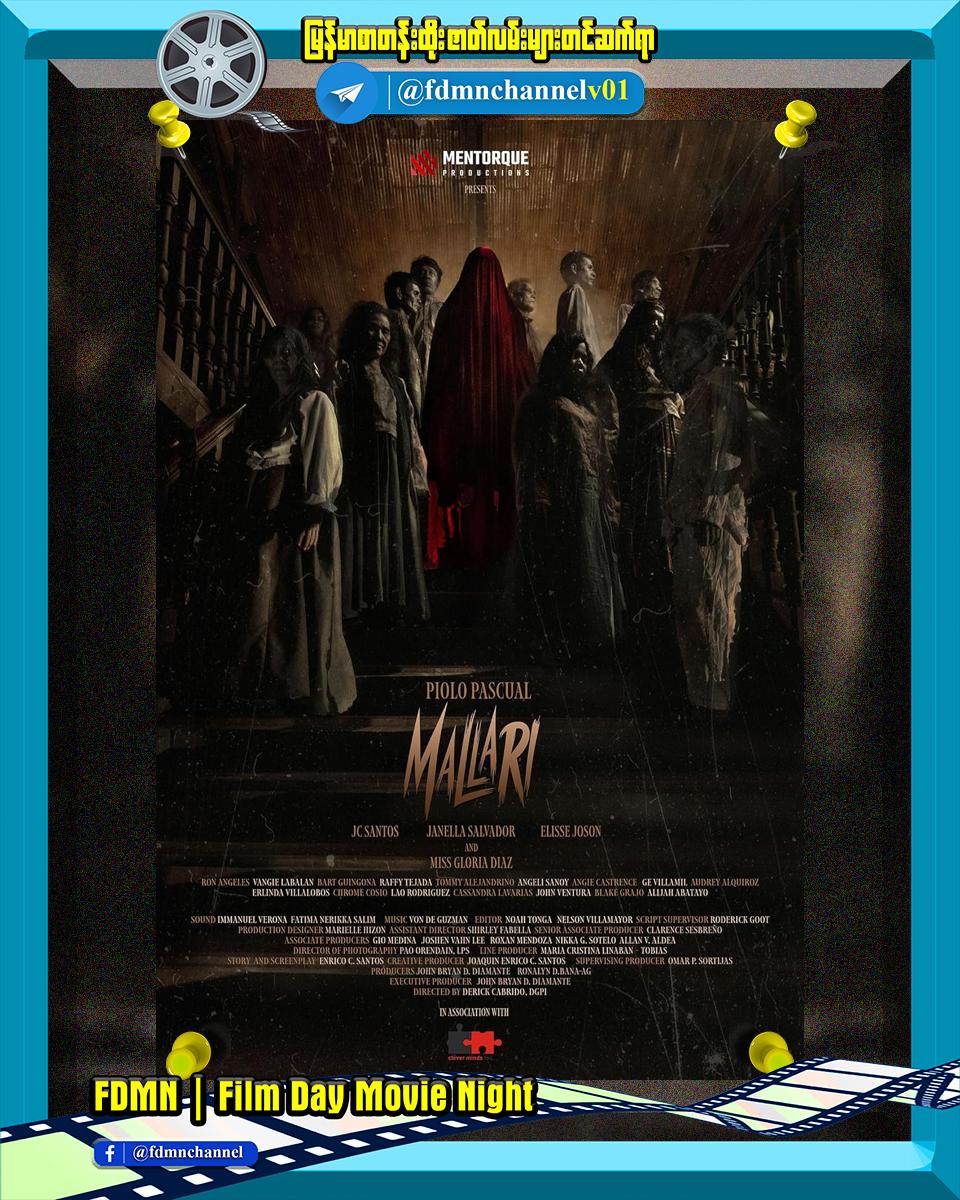 မြန်မာစာတန်းထိုး ဇာတ်လမ်းများတင်ဆက်ရာ
@fdmnchannelv01
MENTORQUE
PRODUCTIONS
PRESENTS
PIOLO PASCUAL
MALLARI
JC SANTOS JANELLA SALVADOR ELISSE JOSON
AND
MISS GLORIA DIAZ
RON ANGELES VANGIE LABALAN BART GUINGONA RAFFY TEJADA TOMMY ALEJANDRINO ANGELI SANOY ANGIE CASTRENCE GE VILLAMIL AUDREY ALQUIROZ
ERLINDA VILLALOBOS CHROME COSIO LAO RODRIGUEZ CASSANDRA LAVARIAS JOHN VENTURA BLAKE GRAJO ALIJAH ABATAYO
SOUND IMMANUEL VERONA FATIMA NERIKKA SALIM MUSIC VON DE GUZMAN EDITOR NOAH TONGA NELSON VILLAMAYOR SCRIPT SUPERVISOR RODERICK GOOT
PRODUCTION DESIGNER MARIELLE HIZON ASSISTANT DIRECTOR SHIRLEY FABELLA SENIOR ASSOCIATE PRODUCER CLARENCE SESBREÑO
ASSOCIATE PRODUCERS GIO MEDINA JOSHEN VAHN LEE ROXAN MENDOZA NIKKA G. SOTELO ALLAN V. ALDEA
DIRECTOR OF PHOTOGRAPHY PAO ORENDAIN, LPS LINE PRODUCER MARIA CRISTINA LINABAN - TOBIAS
STORY AND SCREENPLAY ENRICO C. SANTOS CREATIVE PRODUCER JOAQUIN ENRICO C. SANTOS SUPERVISING PRODUCER OMAR P. SORTIJAS
PRODUCERS JOHN BRYAN D. DIAMANTE RONALYN D.BANA-AG
EXECUTIVE PRODUCER JOHN BRYAN D. DIAMANTE
DIRECTED BY DERICK CABRIDO, DGPI
IN ASSOCIATION WITH
clever minds inc.
FDMN | Film Day Movie Night
@fdmnchannel